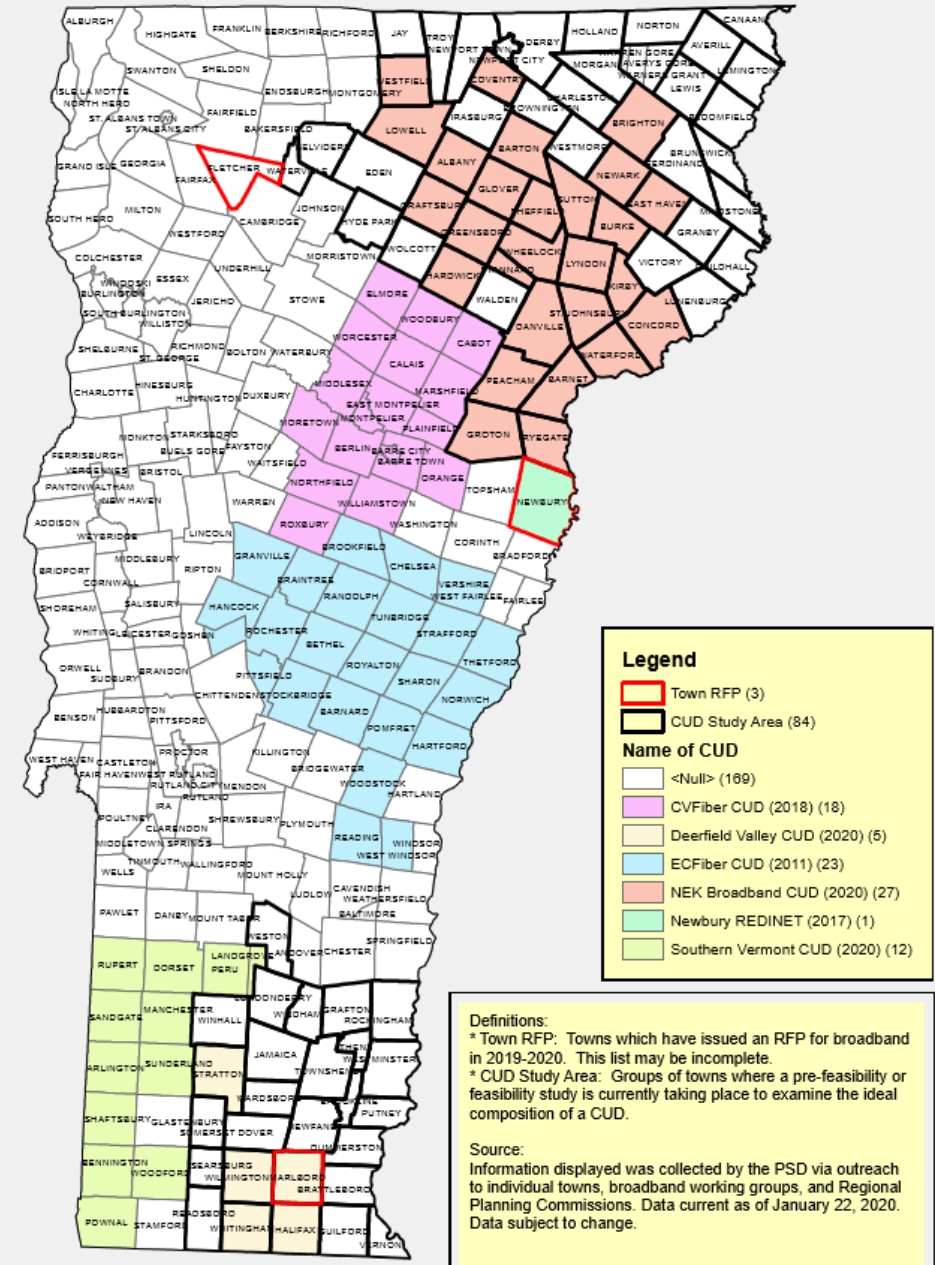 ALBURGH
HIGHGATE
FRANKLIN
BERKSHIRE
RICHFORD
JAY
TROY
NEWPORT TOWN
NEWPORT CITY
DERBY
HOLLAND
NORTON
CANAAN
AVERILL
WARREN GORE
AVERYS GORE
WARNERS GRANT
LEMINGTON
LEWIS
MORGAN
SWANTON
SHELDON
ENOSBURGH
MONTGOMERY
WESTFIELD
COVENTRY
BROWNINGTON
CHARLESTON
BRIGHTON
BLOOMFIELD
ISLE LA MOTTE
NORTH HERO
ST. ALBANS TOWN
ST. ALBANS CITY
FAIRFIELD
BAKERSFIELD
BELVIDERE
LOWELL
IRASBURG
BARTON
WESTMORE
BRUNSWICK
FERDINAND
GRAND ISLE
GEORGIA
FAIRFAX
FLETCHER
WATERVILLE
EDEN
ALBANY
GLOVER
NEWARK
SUTTON
EAST HAVEN
MAIDSTONE
SOUTH HERO
MILTON
WESTFORD
CAMBRIDGE
JOHNSON
HYDE PARK
CRAFTSBURY
SHEFFIELD
GREENSBORO
BURKE
GRANBY
GUILDHALL
COLCHESTER
ESSEX
UNDERHILL
MORRISTOWN
WOLCOTT
WHEELOCK
STANNARD
LYNDON
VICTORY
WINOOSKI
BURLINGTON
JERICHO
STOWE
ELMORE
HARDWICK
WALDEN
KIRBY
LUNENBURG
SOUTH BURLINGTON
WILLISTON
WOODBURY
DANVILLE
ST. JOHNSBURY
CONCORD
SHELBURNE
ST. GEORGE
RICHMOND
BOLTON
WATERBURY
WORCESTER
CABOT
CALAIS
WATERFORD
CHARLOTTE
HINESBURG
HUNTINGTON
DUXBURY
MIDDLESEX
MARSHFIELD
PEACHAM
BARNET
EAST MONTPELIER
MONTPELIER
PLAINFIELD
MORETOWN
GROTON
RYEGATE
MONKTON
STARKSBORO
BUELS GORE
FAYSTON
WAITSFIELD
BERLIN
BARRE CITY
BARRE TOWN
ORANGE
TOPSHAM
NEWBURY
FERRISBURGH
VERGENNES
PANTON
WALTHAM
NEW HAVEN
BRISTOL
NORTHFIELD
WILLIAMSTOWN
WASHINGTON
WARREN
ADDISON
WEYBRIDGE
LINCOLN
ROXBURY
BROOKFIELD
CORINTH
BRADFORD
BRIDPORT
MIDDLEBURY
CORNWALL
RIPTON
GRANVILLE
BRAINTREE
RANDOLPH
CHELSEA
VERSHIRE
WEST FAIRLEE
FAIRLEE
SHOREHAM
SALISBURY
HANCOCK
TUNBRIDGE
STRAFFORD
WHITING
LEICESTER
GOSHEN
ROCHESTER
BETHEL
ROYALTON
THETFORD
ORWELL
SUDBURY
BRANDON
PITTSFIELD
SHARON
NORWICH
CHITTENDEN
STOCKBRIDGE
BENSON
HUBBARDTON
PITTSFORD
BARNARD
POMFRET
HARTFORD
WEST HAVEN
CASTLETON
PROCTOR
KILLINGTON
BRIDGEWATER
FAIR HAVEN
WEST RUTLAND
RUTLAND CITY
RUTLAND
MENDON
WOODSTOCK
HARTLAND
IRA
POULTNEY
CLARENDON
SHREWSBURY
PLYMOUTH
READING
WINDSOR
WEST WINDSOR
MIDDLETOWN SPRINGS
TINMOUTH
WALLINGFORD
WELLS
MOUNT HOLLY
LUDLOW
CAVENDISH
WEATHERSFIELD
BALTIMORE
PAWLET
DANBY
MOUNT TABOR
WESTON
ANDOVER
CHESTER
SPRINGFIELD
RUPERT
DORSET
LANDGROVE
PERU
LONDONDERRY
WINDHAM
GRAFTON
ROCKINGHAM
SANDGATE
MANCHESTER
WINHALL
JAMAICA
ATHENS
WESTMINSTER
TOWNSHEND
ARLINGTON
SUNDERLAND
STRATTON
WARDSBORO
BROOKLINE
PUTNEY
SHAFTSBURY
GLASTENBURY
SOMERSET
DOVER
NEWFANE
DUMMERSTON
BENNINGTON
WOODFORD
SEARSBURG
WILMINGTON
MARLBORO
BRATTLEBORO
POWNAL
STAMFORD
READSBORO
WHITINGHAM
HALIFAX
GUILFORD
VERNON
Legend
Town RFP (3)
CUD Study Area (84)
Name of CUD
<Null> (169)
CVFiber CUD (2018) (18)
Deerfield Valley CUD (2020) (5)
ECFiber CUD (2011) (23)
NEK Broadband CUD (2020) (27)
Newbury REDINET (2017) (1)
Southern Vermont CUD (2020) (12)
Definitions:
* Town RFP: Towns which have issued an RFP for broadband
in 2019-2020. This list may be incomplete.
* CUD Study Area: Groups of towns where a pre-feasibility or
feasibility study is currently taking place to examine the ideal
composition of a CUD.
Source:
Information displayed was collected by the PSD via outreach
to individual towns, broadband working groups, and Regional
Planning Commissions. Data current as of January 22, 2020.
Data subject to change.